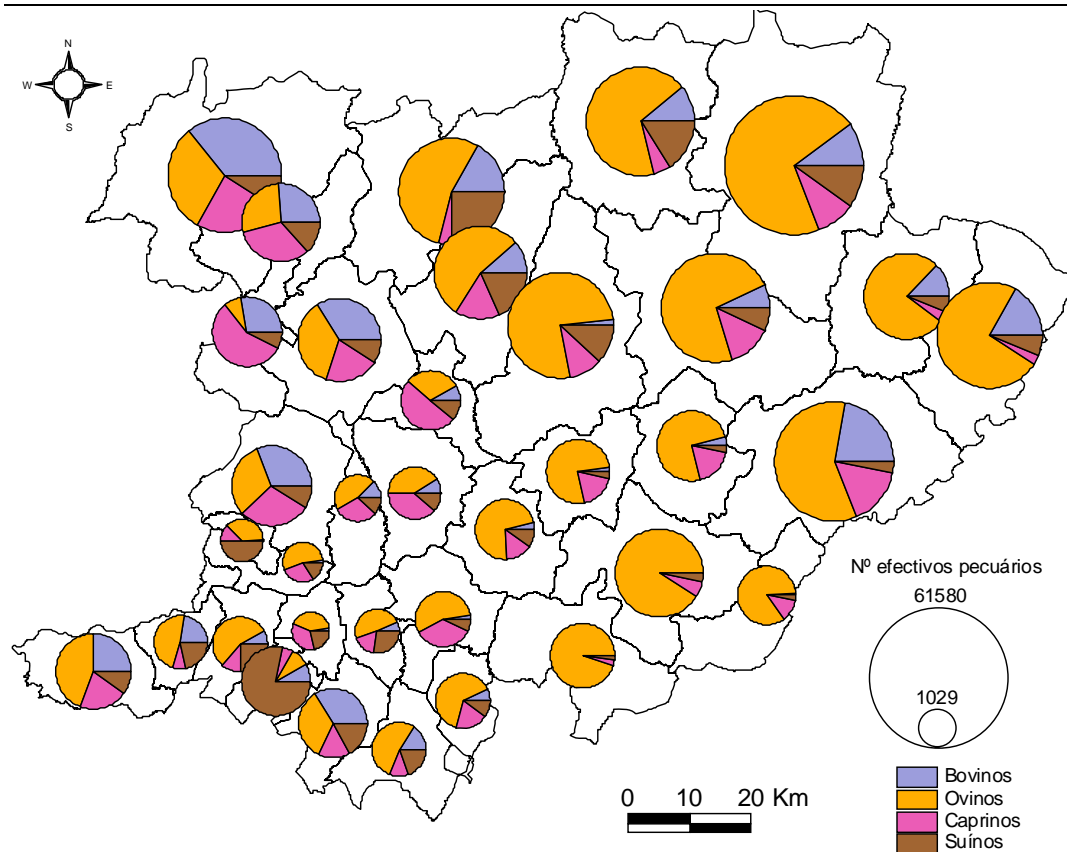 N
W E
S
Nº efectivos pecuários
61580
1029
Bovinos
Ovinos
Caprinos
Suínos
0 10 20 Km